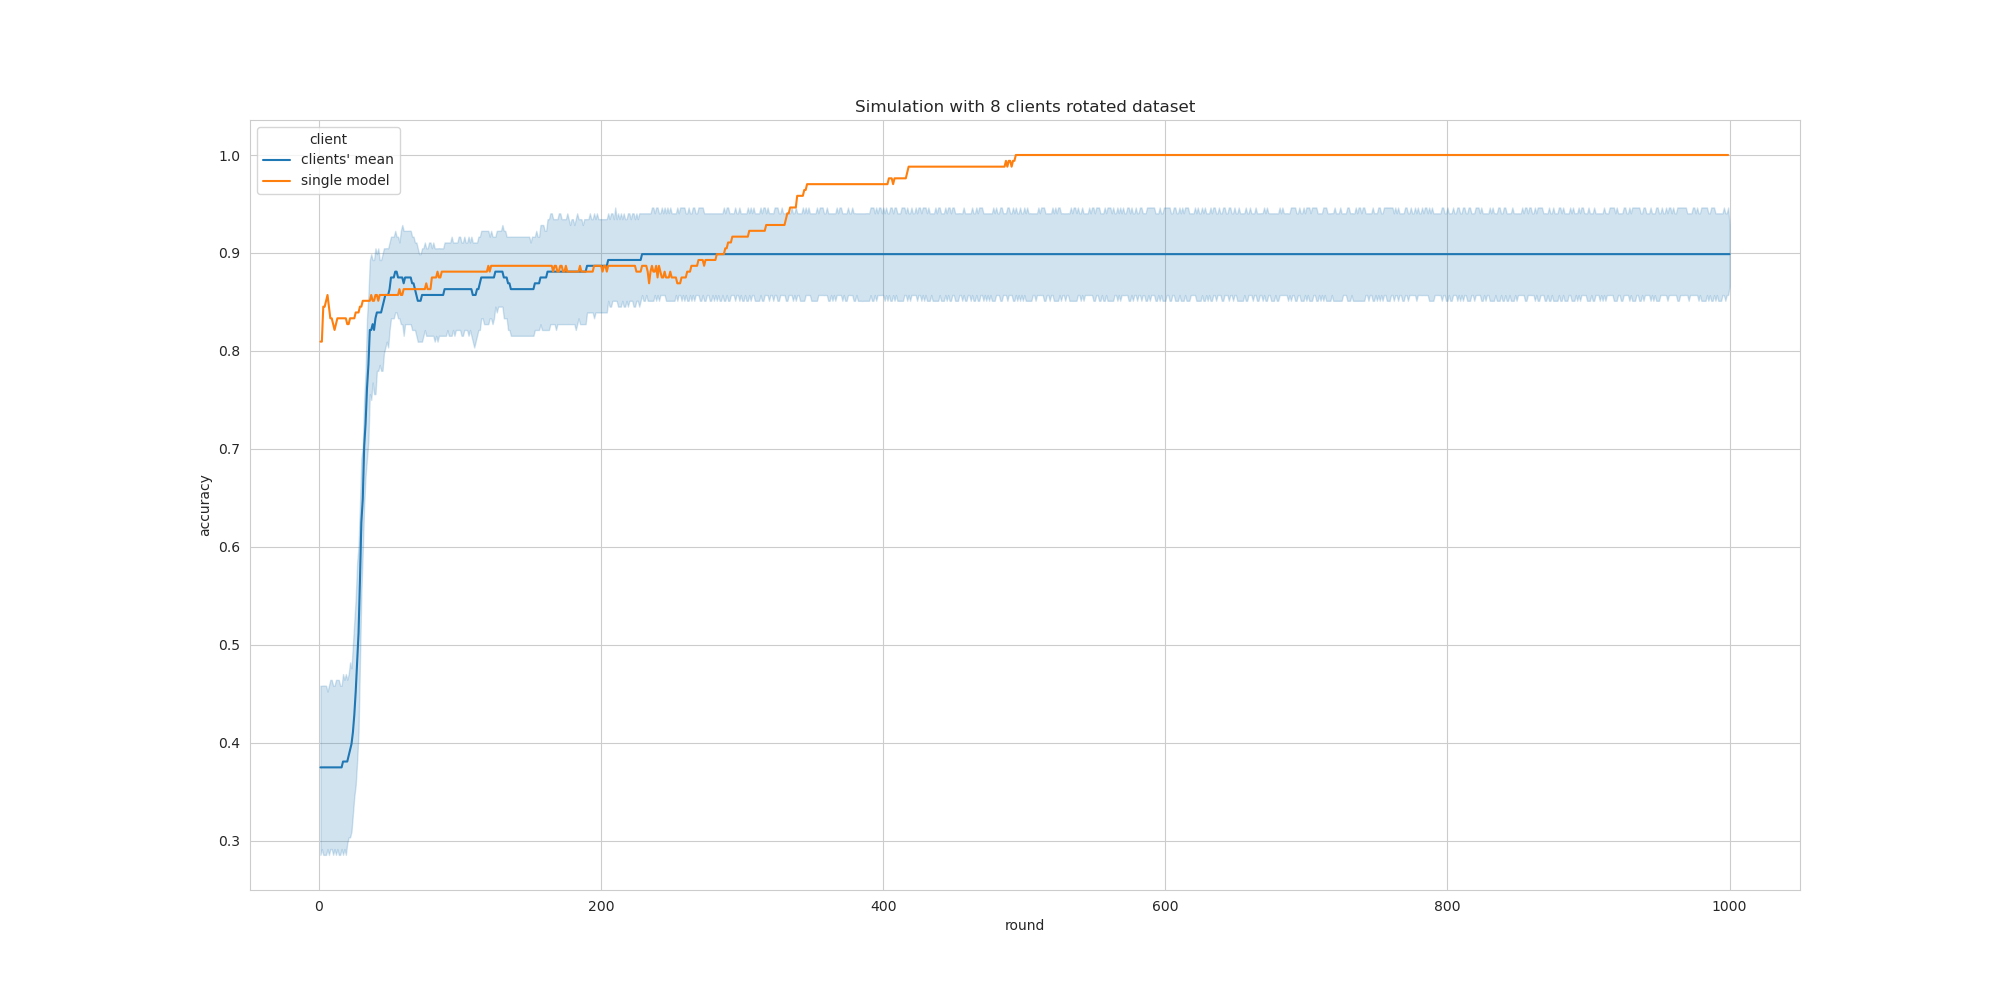 Simulation with 8 clients rotated dataset
client
clients' mean
single model
1.0
0.9
0.8
0.7
0.6
0.5
0.4
0.3
accuracy
0 200 400 600 800 1000
round